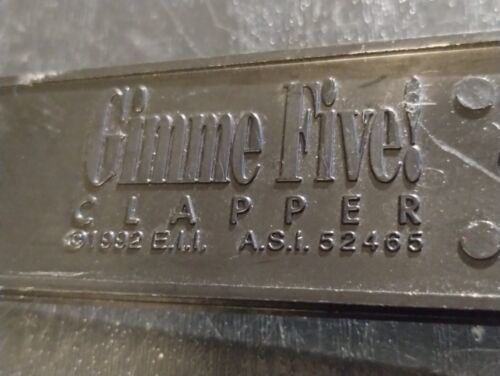 Gimme Five!
CLAPPER
©1992 E.I.I. A.S.I. 52465